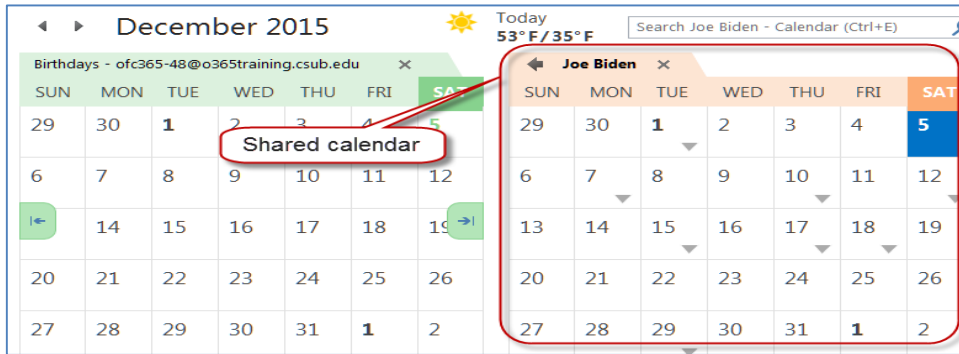 December 2015
Today
53°F/35°F
Search Joe Biden - Calendar (Ctrl+E)
Birthdays - ofc365-48@o365training.csub.edu ×
SUN MON TUE WED THU FRI SAT
29 30 1 2 3 4 5
Shared calendar
6 7 8 9 10 11 12
14 15 16 17 18 19
20 21 22 23 24 25 26
27 28 29 30 31 1 2
Joe Biden ×
SUN MON TUE WED THU FRI SAT
29 30 1 2 3 4 5
6 7 8 9 10 11 12
13 14 15 16 17 18 19
20 21 22 23 24 25 26
27 28 29 30 31 1 2